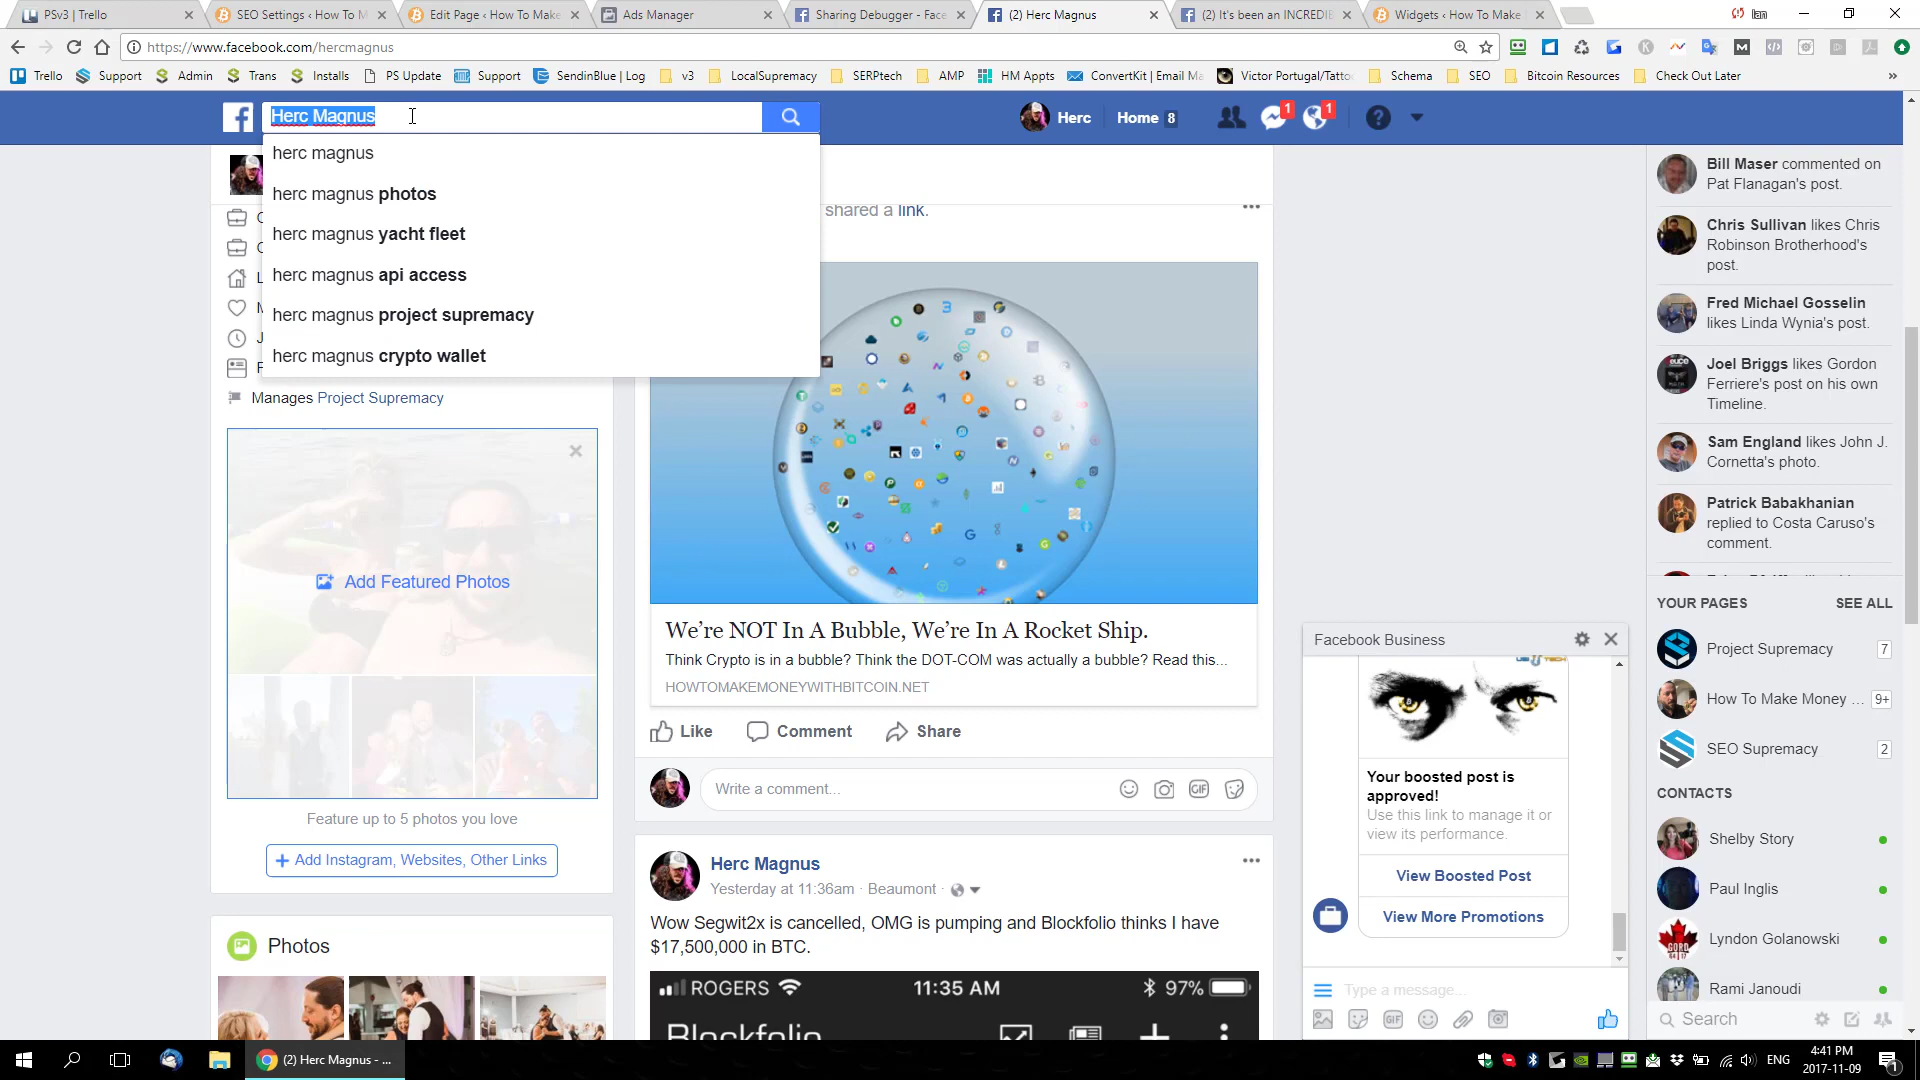 PSv3 | Trello
SEO Settings ‹ How To M
Edit Page ‹ How To Make
Ads Manager
Sharing Debugger - Face
(2) Herc Magnus
(2) It's been an INCREDIB
Widgets ‹ How To Make
Ian
https://www.facebook.com/hercmagnus
Trello
Support
Admin
Trans
Installs
PS Update
Support
SendinBlue | Log
v3
LocalSupremacy
SERPtech
AMP
HM Appts
ConvertKit | Email Ma
Victor Portugal/Tatto
Schema
SEO
Bitcoin Resources
Check Out Later
»
Herc Magnus
Herc
Home 8
1
1
herc magnus
herc magnus photos
herc magnus yacht fleet
herc magnus api access
herc magnus project supremacy
herc magnus crypto wallet
Manages Project Supremacy
Add Featured Photos
Feature up to 5 photos you love
+ Add Instagram, Websites, Other Links
Photos
shared a link.
We're NOT In A Bubble, We're In A Rocket Ship.
Think Crypto is in a bubble? Think the DOT-COM was actually a bubble? Read this...
HOWTOMAKEMONEYWITHBITCOIN.NET
Like
Comment
Share
Write a comment...
GIF
Herc Magnus
Yesterday at 11:36am · Beaumont ·
Wow Segwit2x is cancelled, OMG is pumping and Blockfolio thinks I have
$17,500,000 in BTC.
ROGERS
11:35 AM
97%
Blockfolio
Facebook Business
Your boosted post is
approved!
Use this link to manage it or
view its performance.
View Boosted Post
View More Promotions
Type a message...
GIF
Bill Maser commented on
Pat Flanagan's post.
Chris Sullivan likes Chris
Robinson Brotherhood's
post.
Fred Michael Gosselin
likes Linda Wynia's post.
Joel Briggs likes Gordon
Ferriere's post on his own
Timeline.
Sam England likes John J.
Cornetta's photo.
Patrick Babakhanian
replied to Costa Caruso's
comment.
YOUR PAGES
SEE ALL
Project Supremacy
7
How To Make Money ...
9+
SEO Supremacy
2
CONTACTS
Shelby Story
Paul Inglis
Lyndon Golanowski
Rami Janoudi
Search
(2) Herc Magnus - ...
ENG
4:41 PM
2017-11-09
1